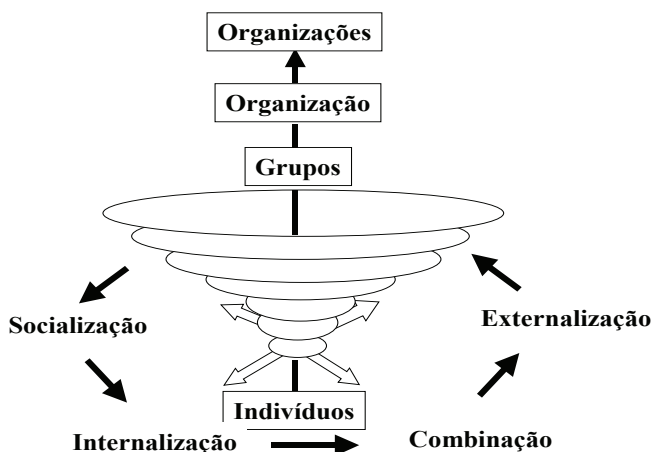 Organizações
Organização
Grupos
Socialização
Externalização
Indivíduos
Internalização
Combinação